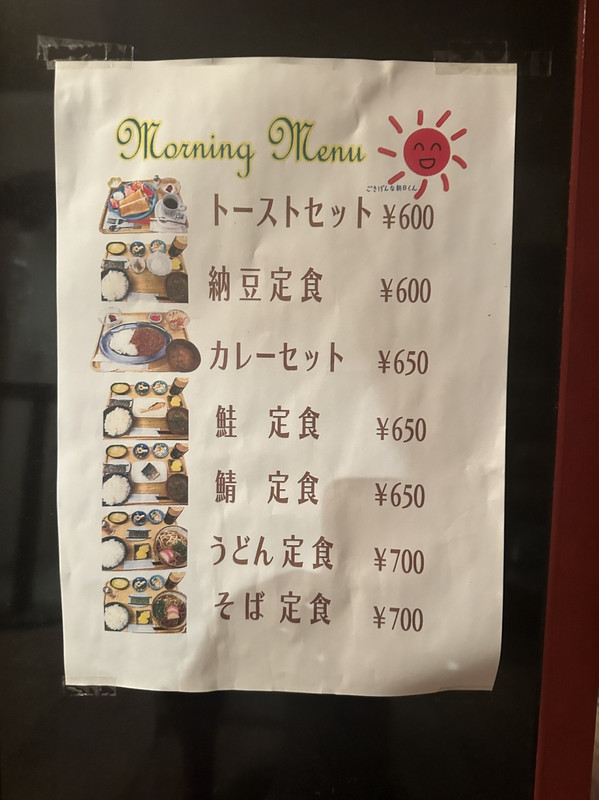 Morning Menu
ごきげんな朝日くん
トーストセット ¥600
納豆定食 ¥600
カレーセット ¥650
鮭 定食 ¥650
鯖 定食 ¥650
うどん定食 ¥700
そば 定食 ¥700